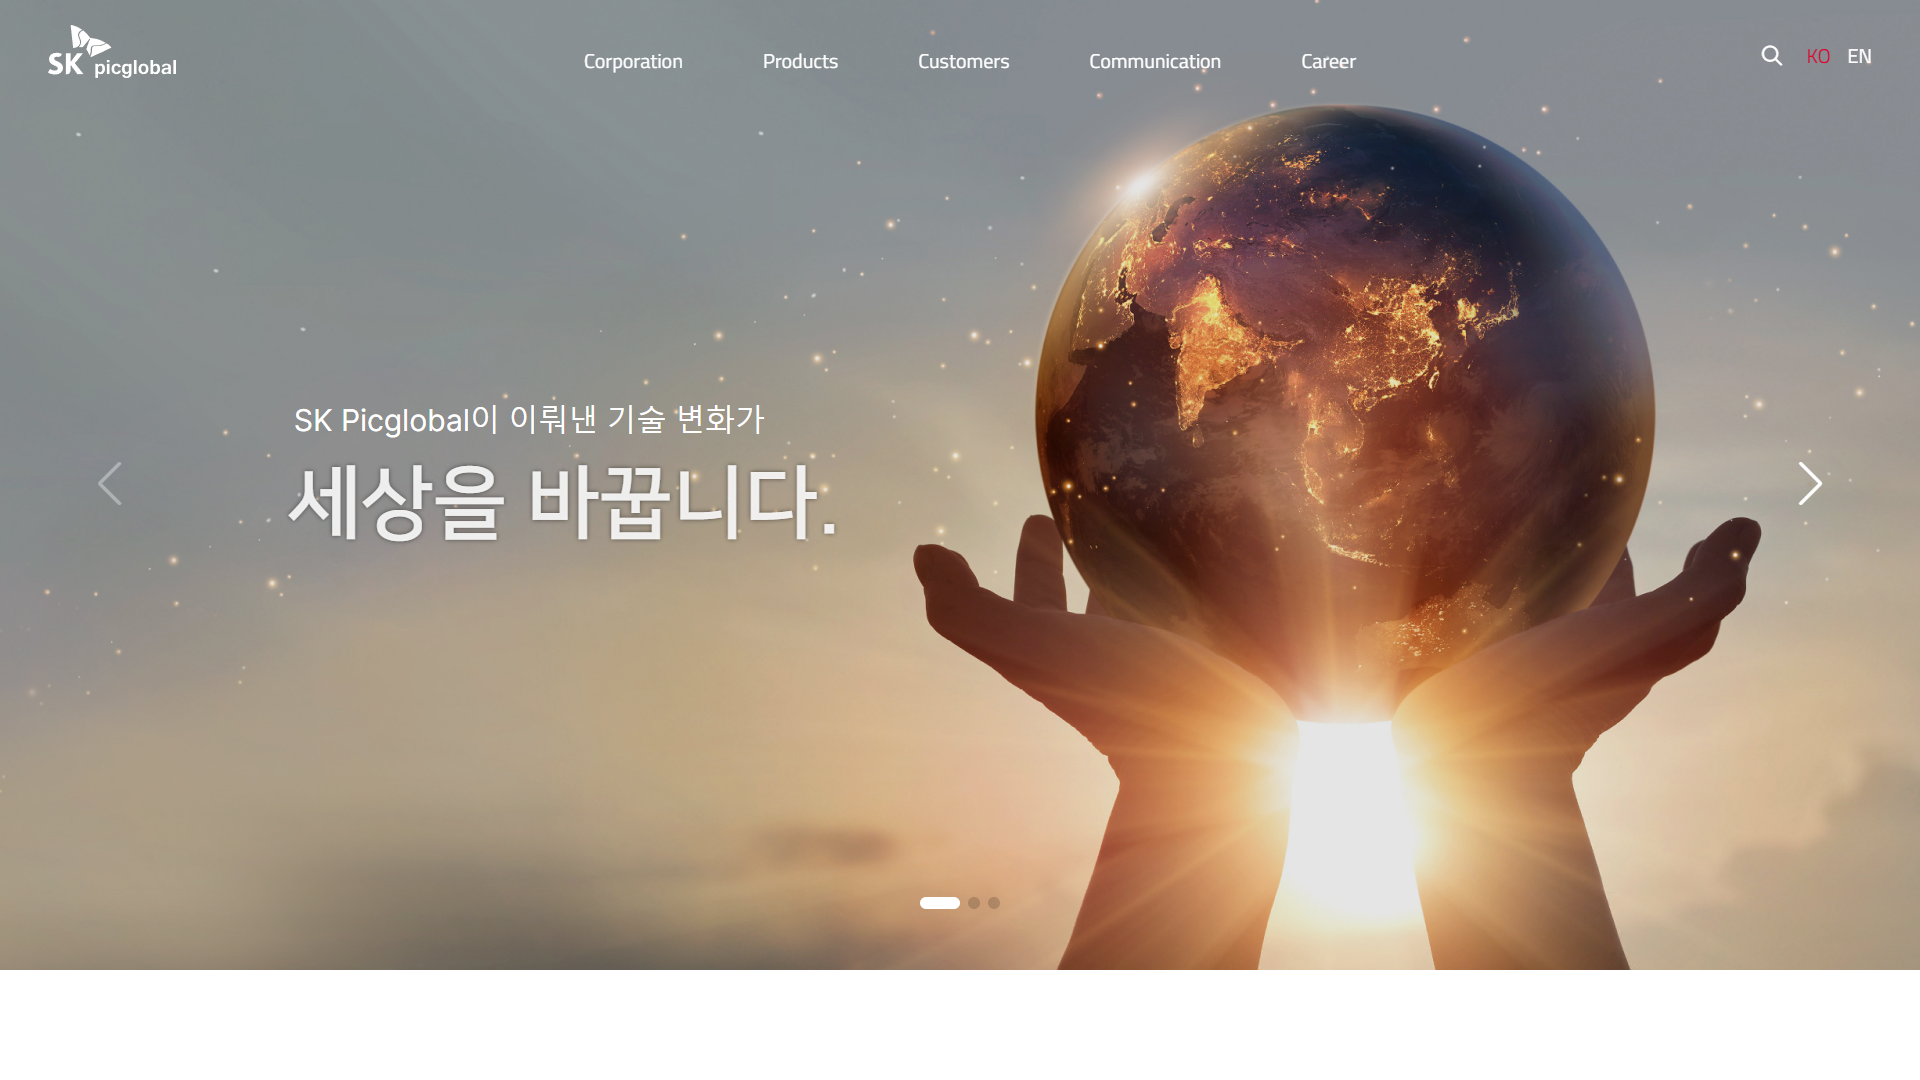 SK picglobal
Corporation
Products
Customers
Communication
Career
KO EN
SK Picglobal이 이뤄낸 기술 변화가
세상을 바꿉니다.